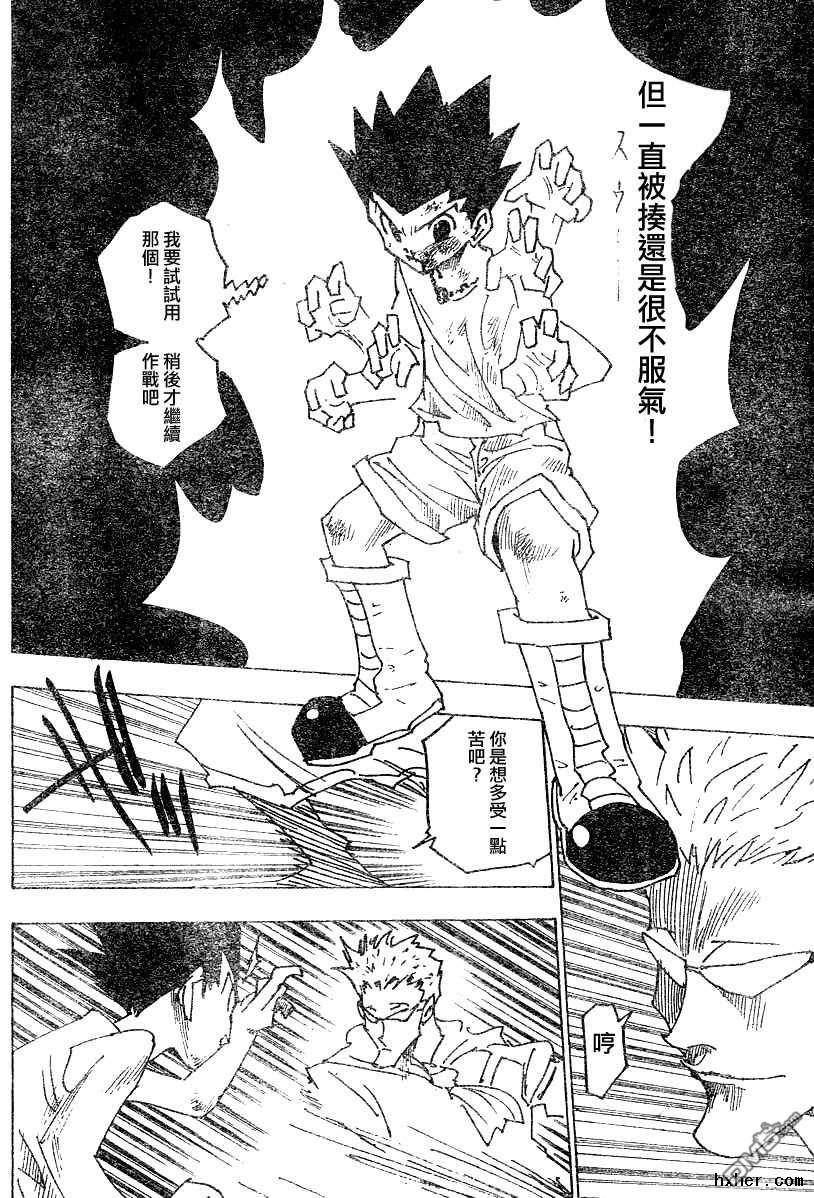 但一直被揍還是很不服氣！
スゥ—
我要試試用
那個！
稍後才繼續
作戰吧
你是想多受一點
苦吧？
哼
hxher.com